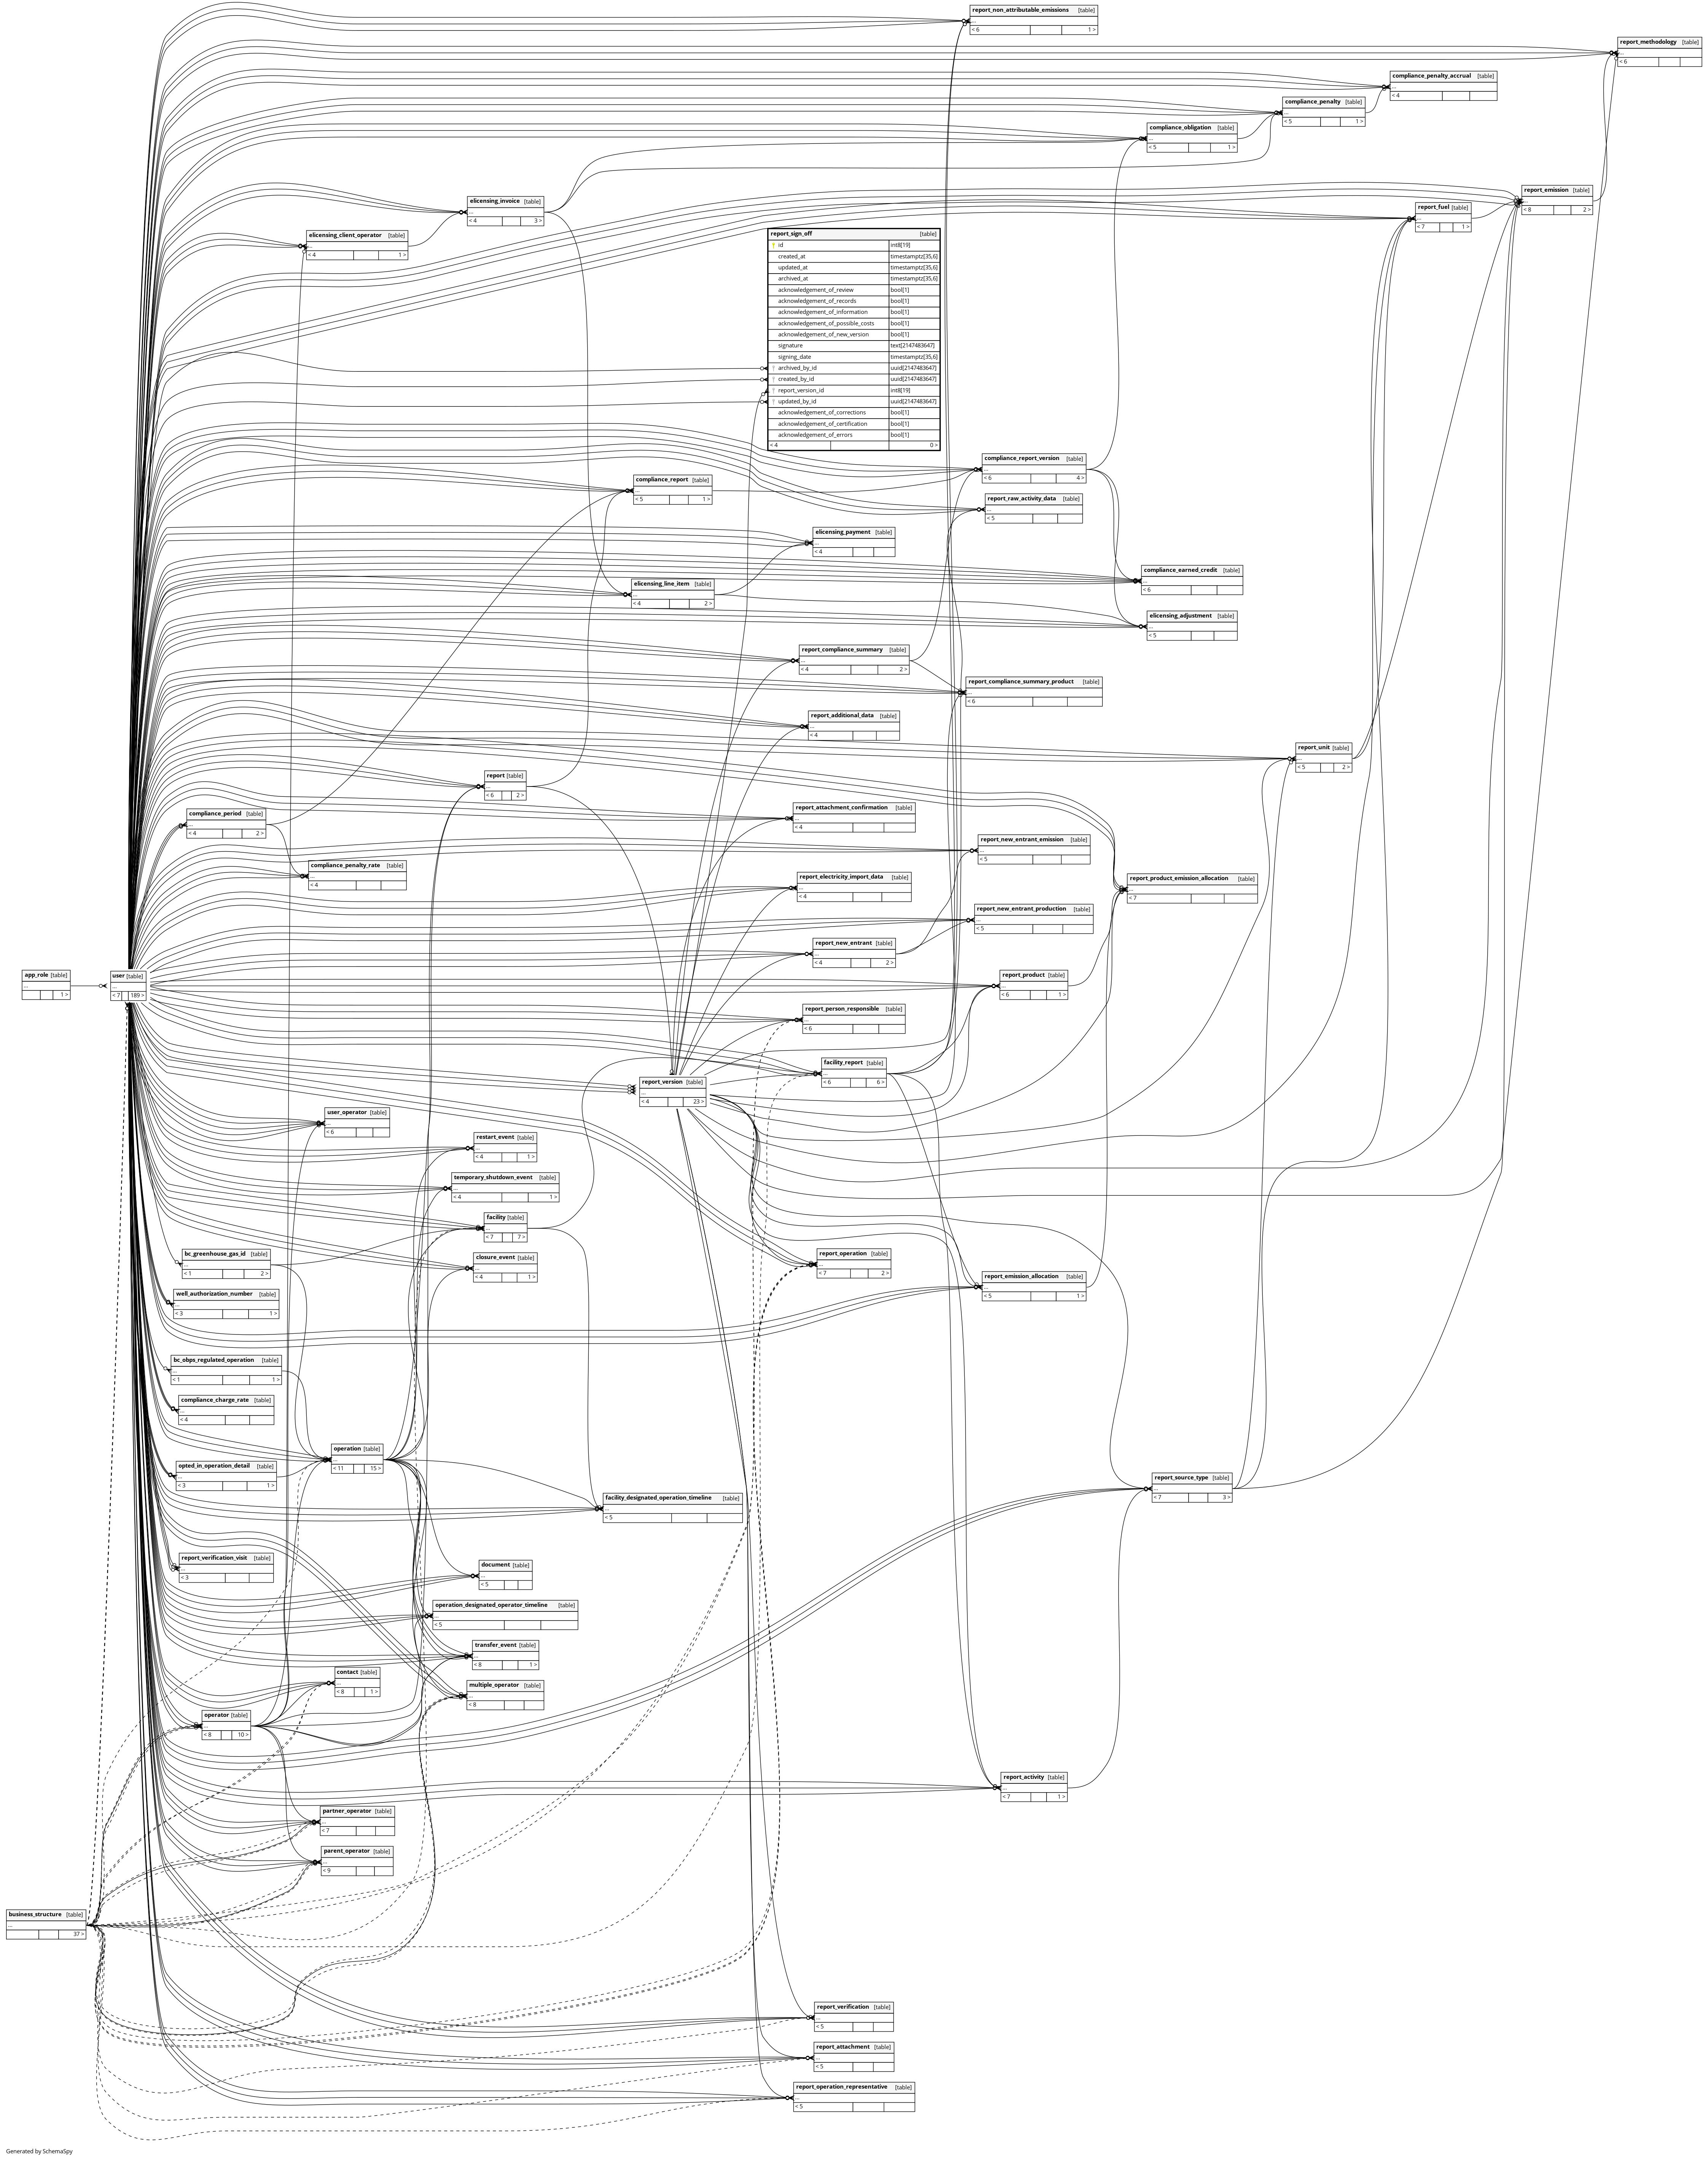 report_non_attributable_emissions [table]
...
< 6 1 >
report_methodology [table]
...
< 6
compliance_penalty_accrual [table]
...
< 4
compliance_penalty [table]
...
< 5 1 >
compliance_obligation [table]
...
< 5 1 >
report_emission [table]
...
< 8 2 >
elicensing_invoice [table]
...
< 4 3 >
report_fuel [table]
...
< 7 1 >
elicensing_client_operator [table]
...
< 4 1 >
report_sign_off [table]
id int8[19]
created_at timestamptz[35,6]
updated_at timestamptz[35,6]
archived_at timestamptz[35,6]
acknowledgement_of_review bool[1]
acknowledgement_of_records bool[1]
acknowledgement_of_information bool[1]
acknowledgement_of_possible_costs bool[1]
acknowledgement_of_new_version bool[1]
signature text[2147483647]
signing_date timestamptz[35,6]
archived_by_id uuid[2147483647]
created_by_id uuid[2147483647]
report_version_id int8[19]
updated_by_id uuid[2147483647]
acknowledgement_of_corrections bool[1]
acknowledgement_of_certification bool[1]
acknowledgement_of_errors bool[1]
< 4 0 >
compliance_report_version [table]
...
< 6 4 >
compliance_report [table]
...
< 5 1 >
report_raw_activity_data [table]
...
< 5
elicensing_payment [table]
...
< 4
compliance_earned_credit [table]
...
< 6
elicensing_line_item [table]
...
< 4 2 >
elicensing_adjustment [table]
...
< 5
report_compliance_summary [table]
...
< 4 2 >
report_compliance_summary_product [table]
...
< 6
report_additional_data [table]
...
< 4
report_unit [table]
...
< 5 2 >
report [table]
...
< 6 2 >
report_attachment_confirmation [table]
...
< 4
compliance_period [table]
...
< 4 2 >
report_new_entrant_emission [table]
...
< 5
compliance_penalty_rate [table]
...
< 4
report_electricity_import_data [table]
...
< 4
report_product_emission_allocation [table]
...
< 7
report_new_entrant_production [table]
...
< 5
report_new_entrant [table]
...
< 4 2 >
app_role [table]
...
1 >
user [table]
...
< 7 189 >
report_product [table]
...
< 6 1 >
report_person_responsible [table]
...
< 6
facility_report [table]
...
< 6 6 >
report_version [table]
...
< 4 23 >
user_operator [table]
...
< 6
restart_event [table]
...
< 4 1 >
temporary_shutdown_event [table]
...
< 4 1 >
facility [table]
...
< 7 7 >
bc_greenhouse_gas_id [table]
...
< 1 2 >
closure_event [table]
...
< 4 1 >
report_operation [table]
...
< 7 2 >
report_emission_allocation [table]
...
< 5 1 >
well_authorization_number [table]
...
< 3 1 >
bc_obps_regulated_operation [table]
...
< 1 1 >
compliance_charge_rate [table]
...
< 4
operation [table]
...
< 11 15 >
opted_in_operation_detail [table]
...
< 3 1 >
report_source_type [table]
...
< 7 3 >
facility_designated_operation_timeline [table]
...
< 5
report_verification_visit [table]
...
< 3
document [table]
...
< 5
operation_designated_operator_timeline [table]
...
< 5
transfer_event [table]
...
< 8 1 >
contact [table]
...
< 8 1 >
multiple_operator [table]
...
< 8
operator [table]
...
< 8 10 >
report_activity [table]
...
< 7 1 >
partner_operator [table]
...
< 7
parent_operator [table]
...
< 9
business_structure [table]
...
37 >
report_verification [table]
...
< 5
report_attachment [table]
...
< 5
report_operation_representative [table]
...
< 5
Generated by SchemaSpy